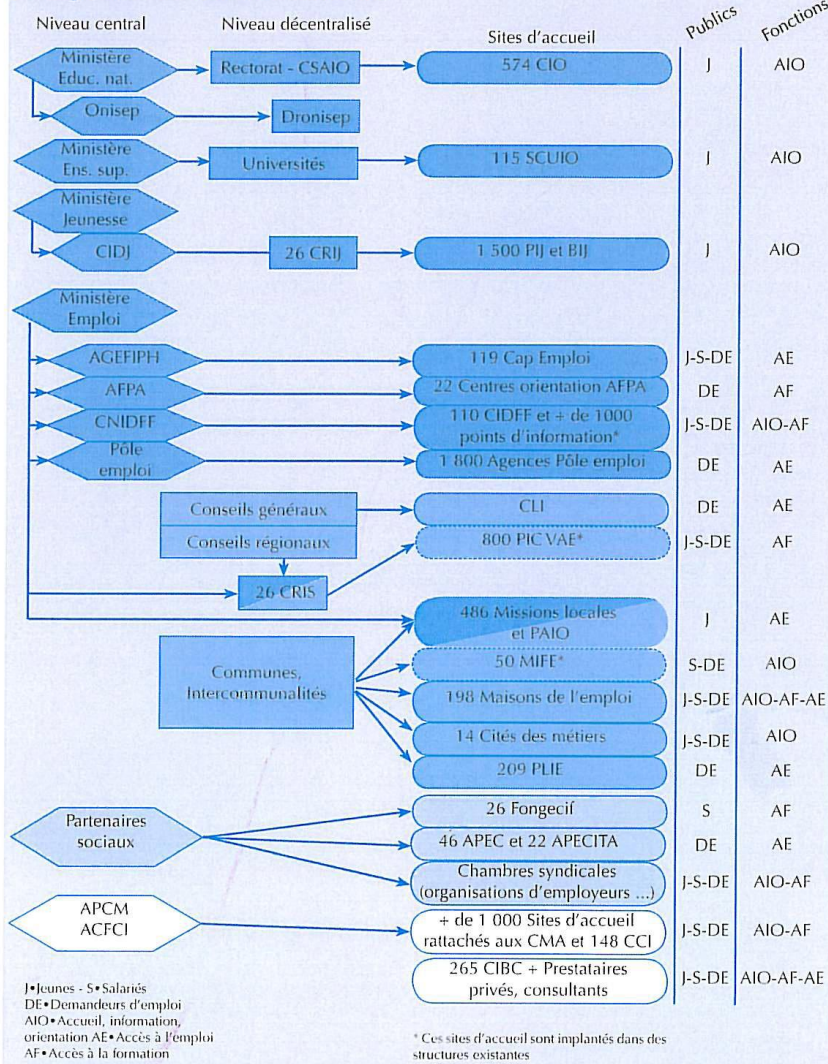 Niveau central
Niveau décentralisé
Sites d'accueil
Publics
Fonctions
Ministère
Educ. nat.
Rectorat - CSAIO
574 CIO
J
AIO
Onisep
Dronisep
Ministère
Ens. sup.
Universités
115 SCUIO
J
AIO
Ministère
Jeunesse
CIDJ
26 CRIJ
1 500 PIJ et BIJ
J
AIO
Ministère
Emploi
AGEFIPH
119 Cap Emploi
J-S-DE
AE
AFPA
22 Centres orientation AFPA
DE
AF
CNIDFF
110 CIDFF et + de 1000
points d'information*
J-S-DE
AIO-AF
Pôle
emploi
1 800 Agences Pôle emploi
DE
AE
Conseils généraux
CLI
DE
AE
Conseils régionaux
800 PIC VAE*
J-S-DE
AF
26 CRIS
486 Missions locales
et PAIO
J
AE
Communes,
Intercommunalités
50 MIFE*
S-DE
AIO
198 Maisons de l'emploi
J-S-DE
AIO-AF-AE
14 Cités des métiers
J-S-DE
AIO
209 PLIE
DE
AE
Partenaires
sociaux
26 Fongecif
S
AF
46 APEC et 22 APECITA
DE
AE
Chambres syndicales
(organisations d'employeurs ...)
J-S-DE
AIO-AF
APCM
ACFCI
+ de 1 000 Sites d'accueil
rattachés aux CMA et 148 CCI
J-S-DE
AIO-AF
265 CIBC + Prestataires
privés, consultants
J-S-DE
AIO-AF-AE
J•Jeunes - S•Salariés
DE•Demandeurs d'emploi
AIO•Accueil, information,
orientation AE•Accès à l'emploi
AF•Accès à la formation
* Ces sites d'accueil sont implantés dans des
structures existantes